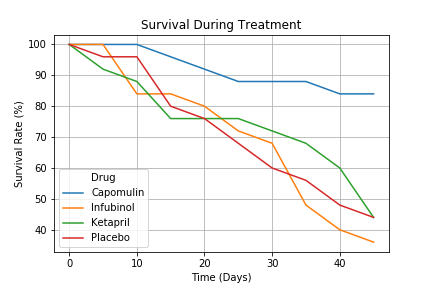 Survival During Treatment
100
90
80
70
60
50
40
Survival Rate (%)
Drug
Capomulin
Infubinol
Ketapril
Placebo
0
10
20
30
40
Time (Days)